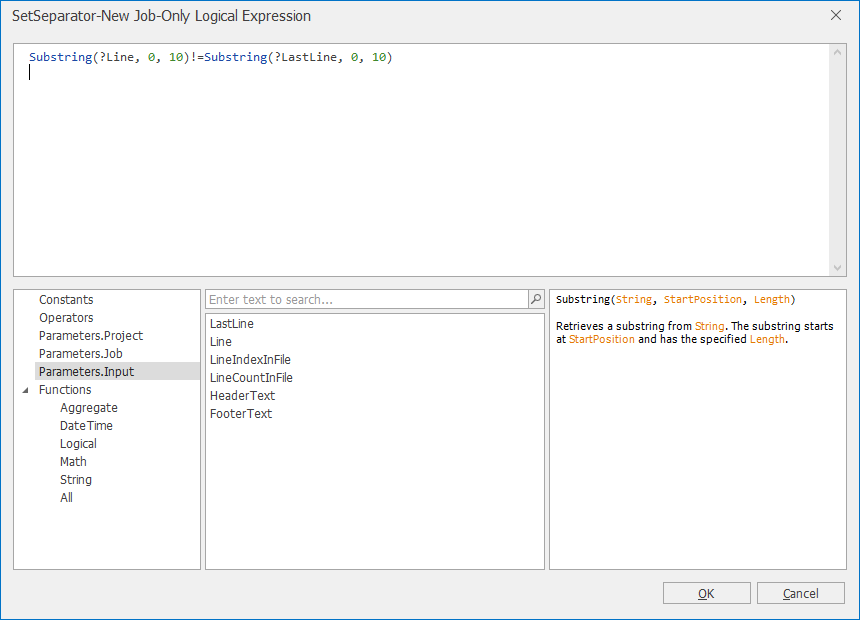 SetSeparator-New Job-Only Logical Expression
Substring(?Line, 0, 10)!=Substring(?LastLine, 0, 10)
Constants
Operators
Parameters.Project
Parameters.Job
Parameters.Input
Functions
Aggregate
DateTime
Logical
Math
String
All
Enter text to search...
LastLine
Line
LineIndexInFile
LineCountInFile
HeaderText
FooterText
Substring(String, StartPosition, Length)
Retrieves a substring from String. The substring starts
at StartPosition and has the specified Length.
OK
Cancel